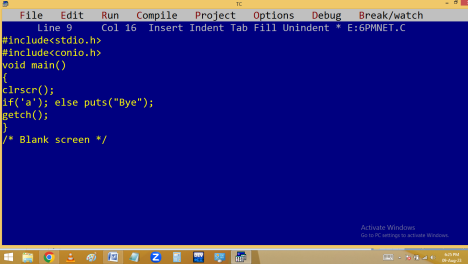 TC
File Edit Run Compile Project Options Debug Break/watch
Line 9 Col 16 Insert Indent Tab Fill Unindent * E:6PMNET.C
#include<stdio.h>
#include<conio.h>
void main()
{
clrscr();
if('a'); else puts("Bye");
getch();
}
/* Blank screen */
Activate Windows
Go to PC settings to activate Windows.